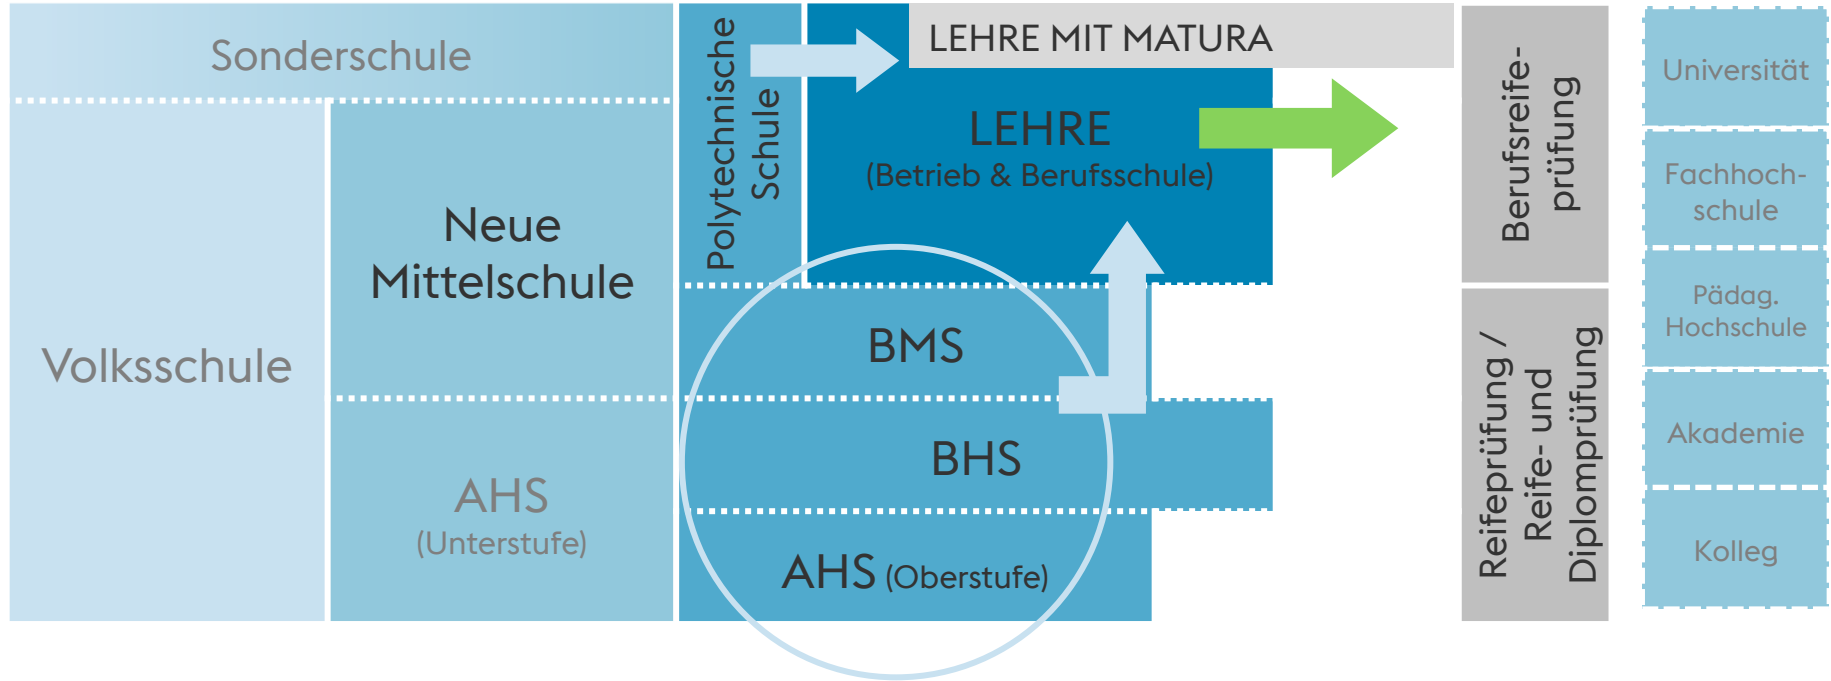 Sonderschule
Volksschule
Neue
Mittelschule
AHS
(Unterstufe)
Polytechnische
Schule
LEHRE MIT MATURA
LEHRE
(Betrieb & Berufsschule)
BMS
BHS
AHS (Oberstufe)
Berufsreife-
prüfung
Reifeprüfung /
Reife- und
Diplomprüfung
Universität
Fachhoch-
schule
Pädag.
Hochschule
Akademie
Kolleg